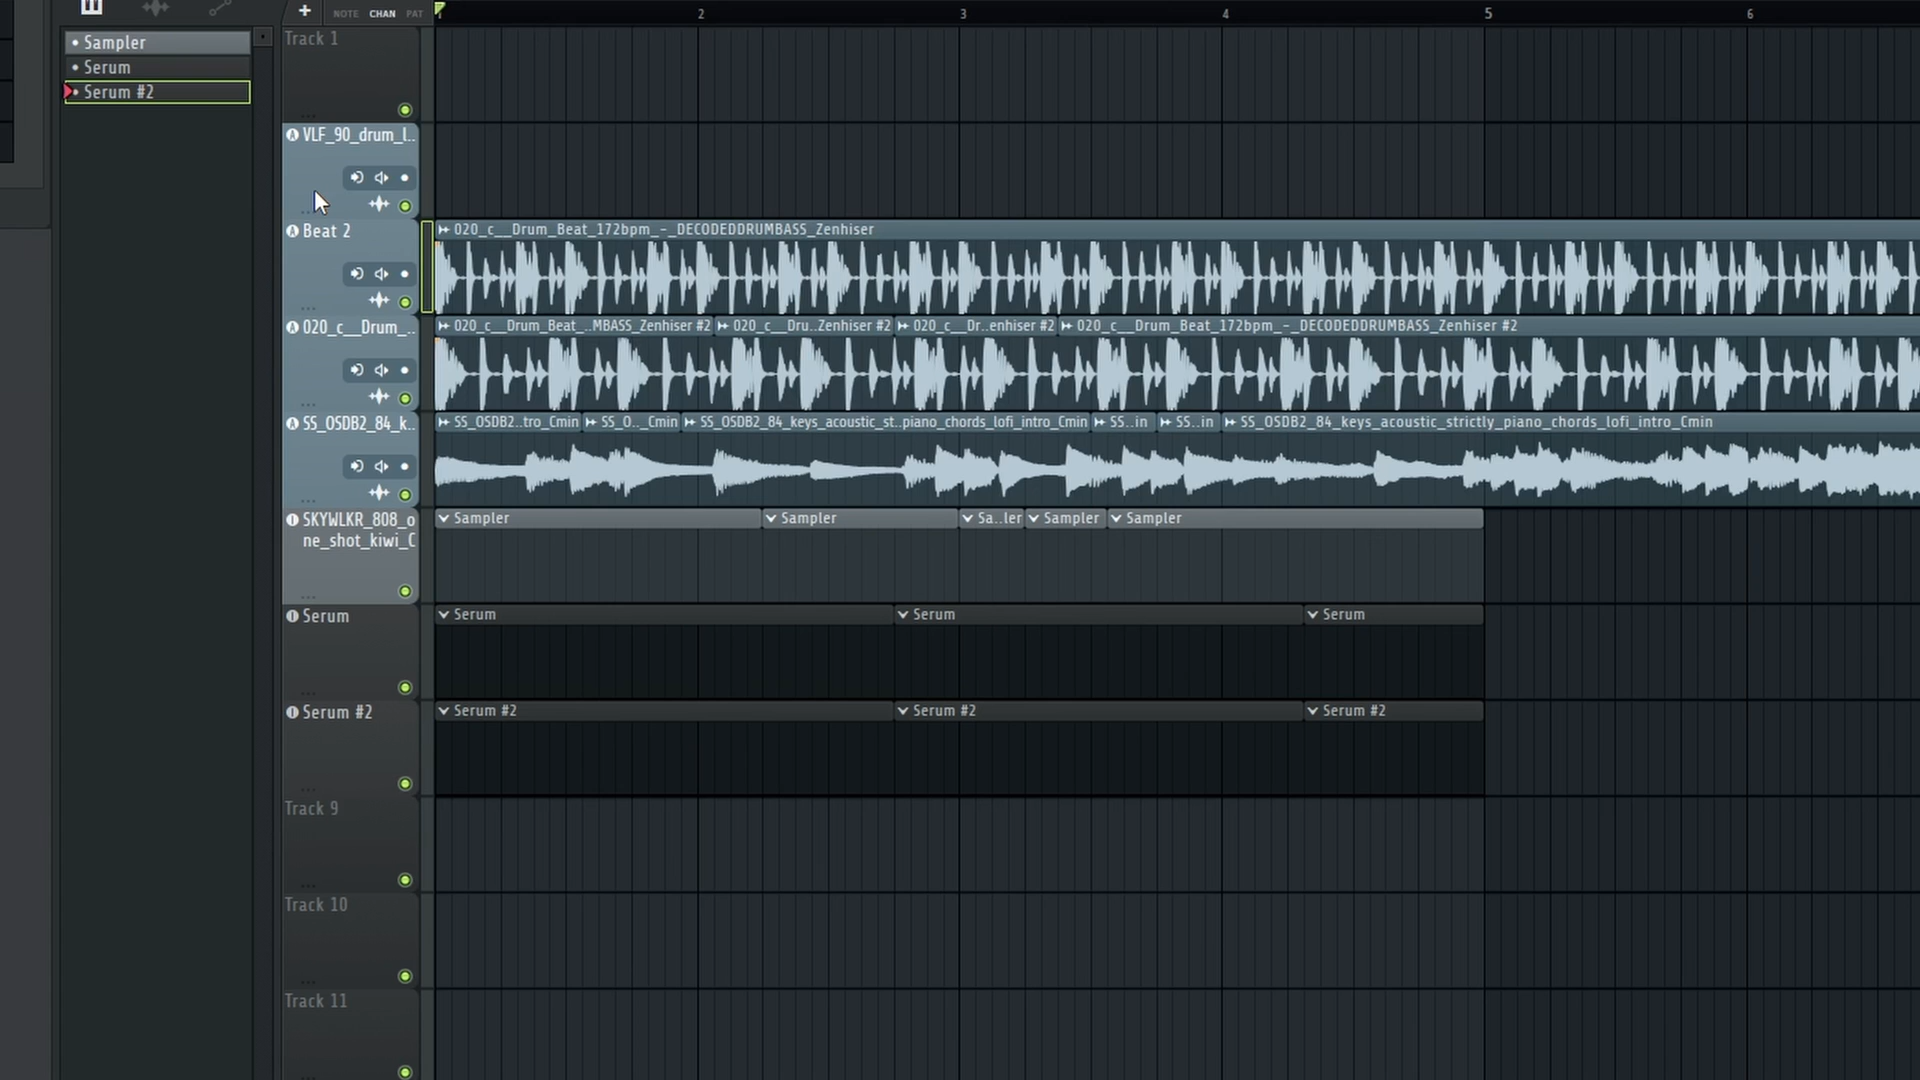 NOTE CHAN PAT
1 2 3 4 5 6
Sampler
Serum
Serum #2
Track 1
VLF_90_drum_l..
Beat 2
020_c__Drum_Beat_172bpm_-_DECODEDDRUMBASS_Zenhiser
020_c__Drum_..
020_c__Drum_Beat_..MBASS_Zenhiser #2
020_c__Dru..Zenhiser #2
020_c__Dr..enhiser #2
020_c__Drum_Beat_172bpm_-_DECODEDDRUMBASS_Zenhiser #2
SS_OSDB2_84_k..
SS_OSDB2..tro_Cmin
SS_O.._Cmin
SS_OSDB2_84_keys_acoustic_st..piano_chords_lofi_intro_Cmin
SS..in
SS..in
SS_OSDB2_84_keys_acoustic_strictly_piano_chords_lofi_intro_Cmin
SKYWLKR_808_o
ne_shot_kiwi_C
Sampler
Sampler
Sa..ler
Sampler
Sampler
Serum
Serum
Serum
Serum
Serum #2
Serum #2
Serum #2
Serum #2
Track 9
Track 10
Track 11